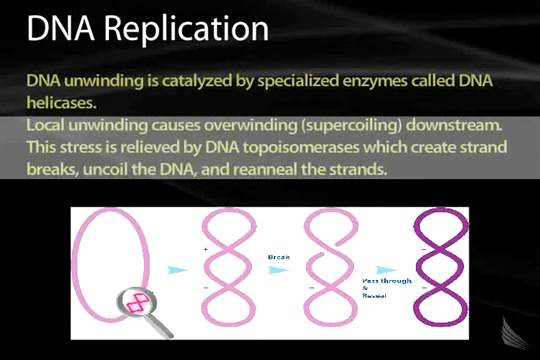 DNA Replication
DNA unwinding is catalyzed by specialized enzymes called DNA
helicases.
Local unwinding causes overwinding (supercoiling) downstream.
This stress is relieved by DNA topoisomerases which create strand
breaks, uncoil the DNA, and reanneal the strands.
+
−
Break
−
Pass through
&
Reseal
−
−